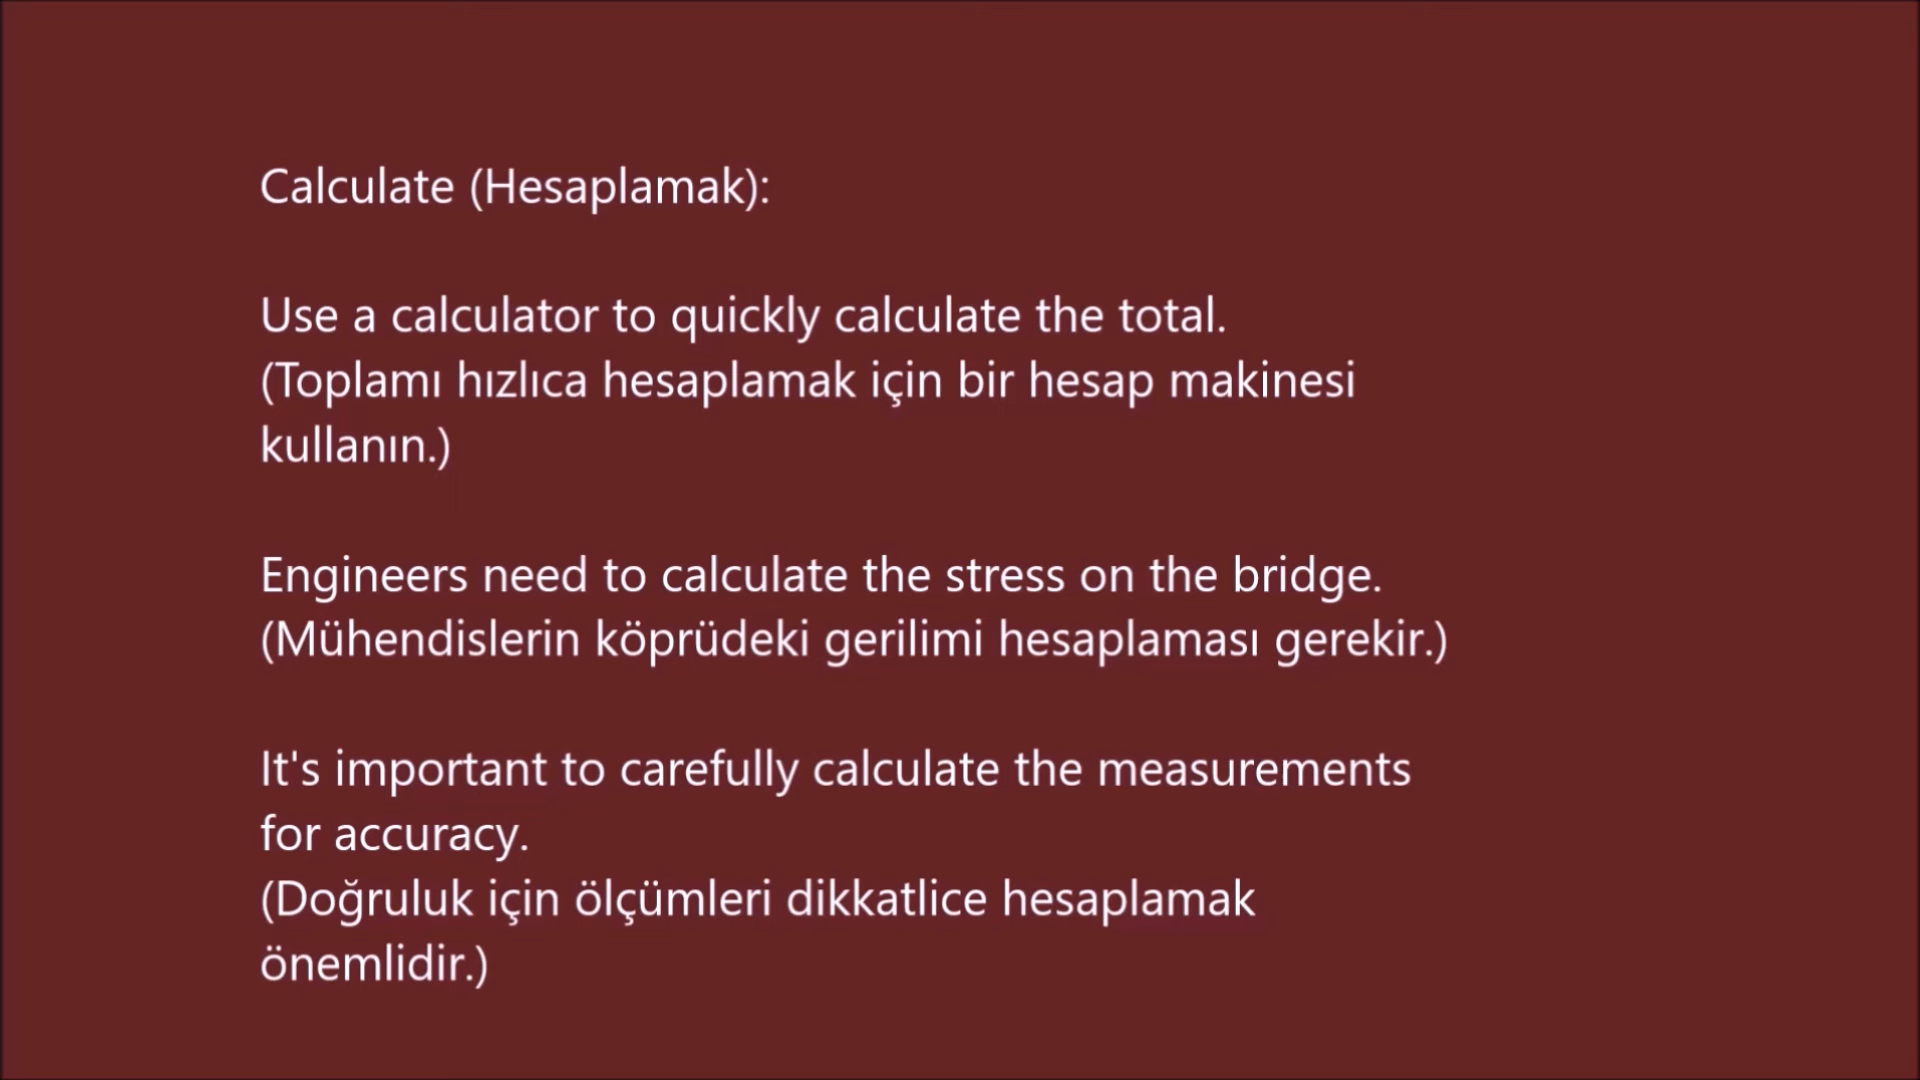 Calculate (Hesaplamak):
Use a calculator to quickly calculate the total.
(Toplamı hızlıca hesaplamak için bir hesap makinesi
kullanın.)
Engineers need to calculate the stress on the bridge.
(Mühendislerin köprüdeki gerilimi hesaplaması gerekir.)
It's important to carefully calculate the measurements
for accuracy.
(Doğruluk için ölçümleri dikkatlice hesaplamak
önemlidir.)